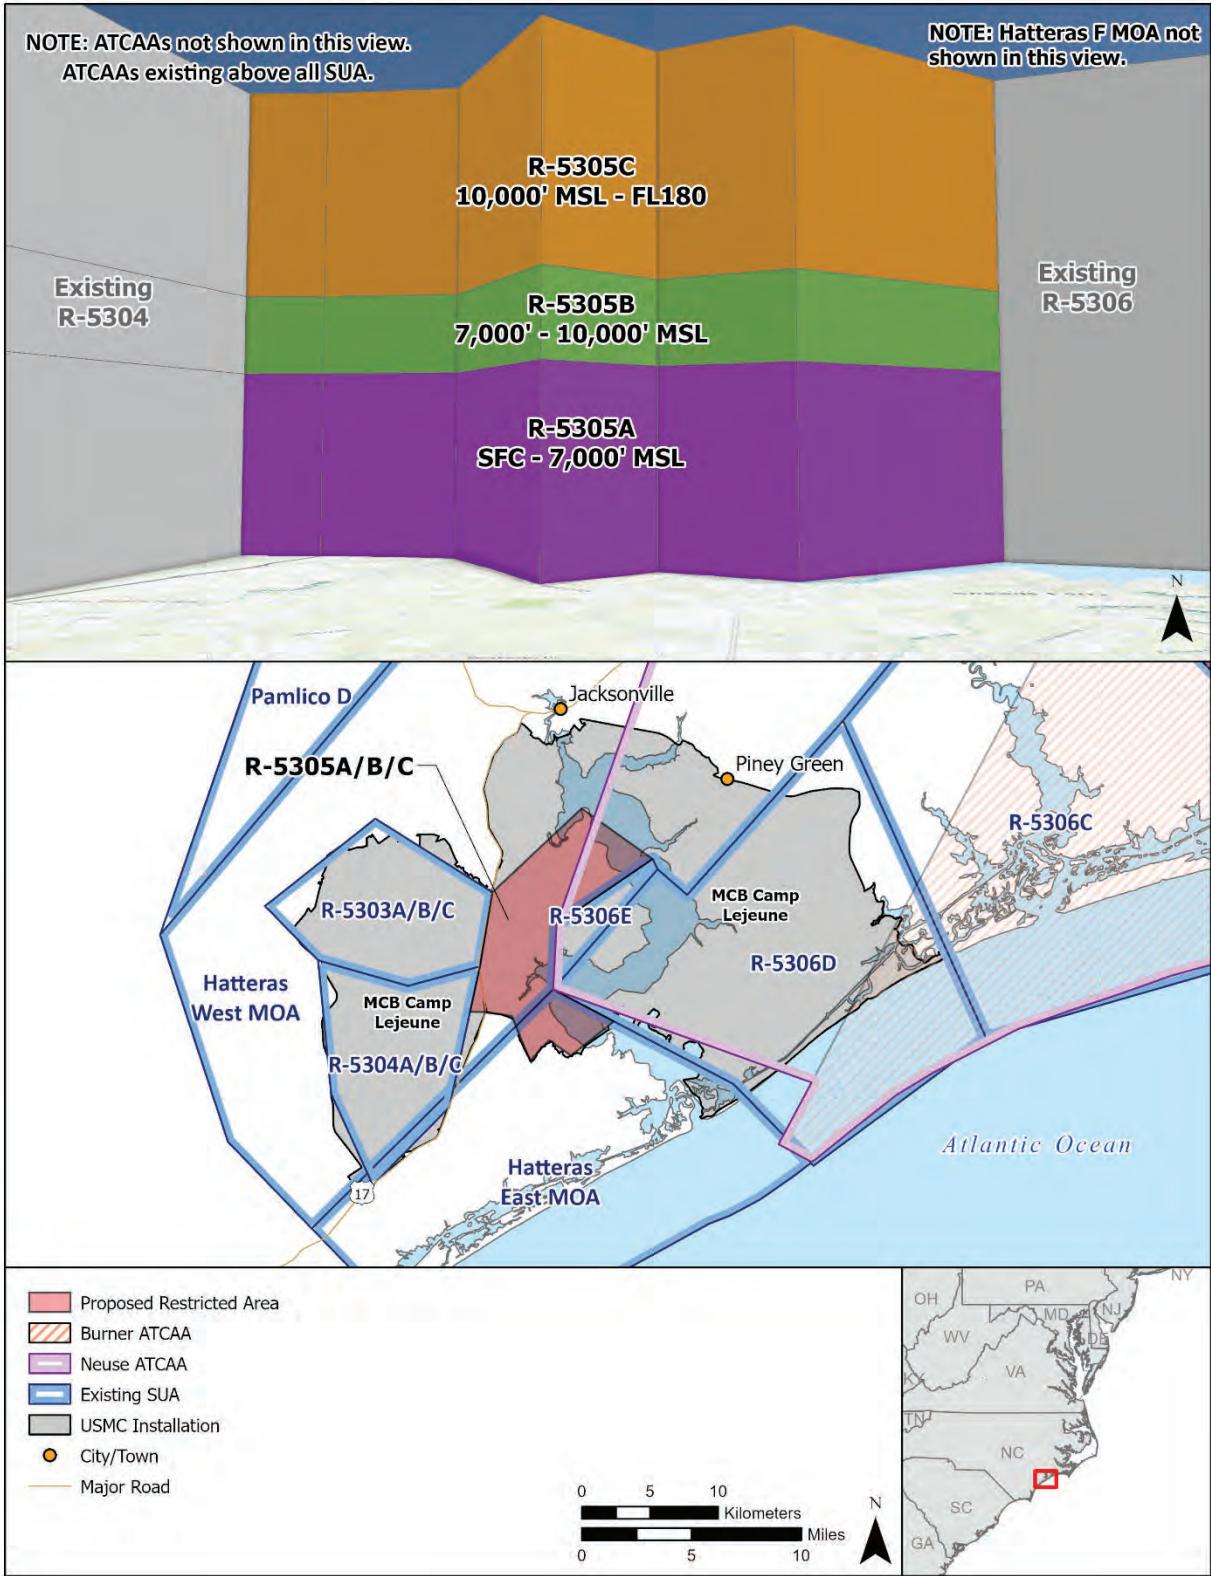 NOTE: ATCAAs not shown in this view.
ATCAAs existing above all SUA.
NOTE: Hatteras F MOA not
shown in this view.
R-5305C
10,000' MSL - FL180
Existing
R-5304
R-5305B
7,000' - 10,000' MSL
Existing
R-5306
R-5305A
SFC - 7,000' MSL
N
Pamlico D
Jacksonville
R-5305A/B/C
Piney Green
R-5306C
R-5303A/B/C
R-5306E
MCB Camp
Lejeune
R-5306D
Hatteras
West MOA
MCB Camp
Lejeune
R-5304A/B/C
Atlantic Ocean
Hatteras
East MOA
17
Proposed Restricted Area
Burner ATCAA
Neuse ATCAA
Existing SUA
USMC Installation
City/Town
Major Road
0 5 10
Kilometers
Miles
0 5 10
N
NY
PA
OH
MD
NJ
DE
WV
VA
KY
TN
NC
SC
GA